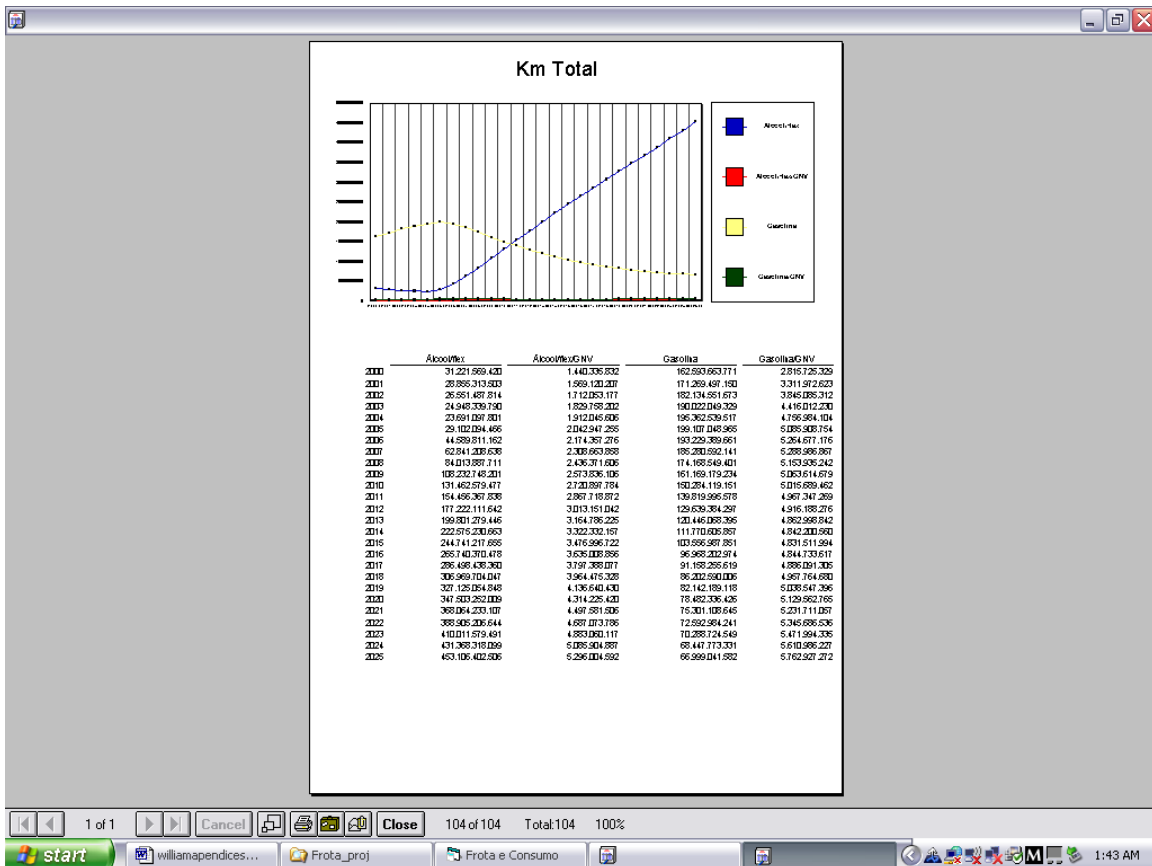 Km Total
Álcool/flex
Álcool/flex/GNV
Gasolina
Gasolina/GNV
Álcool/flex Álcool/flex/GNV Gasolina Gasolina/GNV
2000 31.221.569.420 1.440.335.832 162.593.663.771 2.815.725.329
2001 28.855.313.503 1.569.120.207 171.269.497.150 3.311.972.623
2002 26.551.487.814 1.712.053.177 182.134.551.673 3.845.085.312
2003 24.948.339.790 1.829.758.202 190.022.049.329 4.416.012.230
2004 23.691.097.801 1.912.045.606 195.362.539.517 4.756.984.104
2005 29.102.094.466 2.042.947.255 199.107.048.965 5.085.908.754
2006 44.589.811.162 2.174.357.276 193.229.389.661 5.264.677.176
2007 62.841.208.638 2.308.663.858 185.280.592.141 5.288.986.867
2008 84.013.887.711 2.436.371.606 174.168.549.401 5.153.935.242
2009 108.232.748.201 2.573.836.106 161.169.179.234 5.063.614.679
2010 131.462.579.477 2.720.897.784 150.284.119.151 5.015.689.462
2011 154.456.367.838 2.867.718.872 139.819.995.578 4.967.347.269
2012 177.222.111.642 3.013.151.042 129.639.384.297 4.916.188.276
2013 199.801.279.446 3.164.786.225 120.446.068.395 4.862.998.842
2014 222.575.230.663 3.322.332.157 111.770.605.857 4.842.200.560
2015 244.741.217.655 3.476.996.722 103.556.987.851 4.831.511.994
2016 265.740.370.478 3.635.008.856 96.968.202.974 4.844.733.617
2017 286.498.438.360 3.797.388.077 91.158.255.619 4.886.091.305
2018 306.969.704.047 3.964.475.328 86.202.590.006 4.957.764.680
2019 327.125.054.848 4.136.640.430 82.142.189.118 5.038.547.396
2020 347.503.252.009 4.314.225.420 78.482.336.426 5.129.562.765
2021 368.064.233.107 4.497.581.506 75.301.108.645 5.231.711.057
2022 388.905.206.644 4.687.073.786 72.592.984.241 5.345.686.536
2023 410.011.579.491 4.883.060.117 70.288.724.549 5.471.994.335
2024 431.368.318.099 5.085.904.887 68.447.773.331 5.610.986.227
2025 453.106.402.506 5.296.004.592 66.999.041.582 5.762.927.272
1 of 1 Cancel Close 104 of 104 Total:104 100%
start williamapendices... Frota_proj Frota e Consumo M 1:43 AM